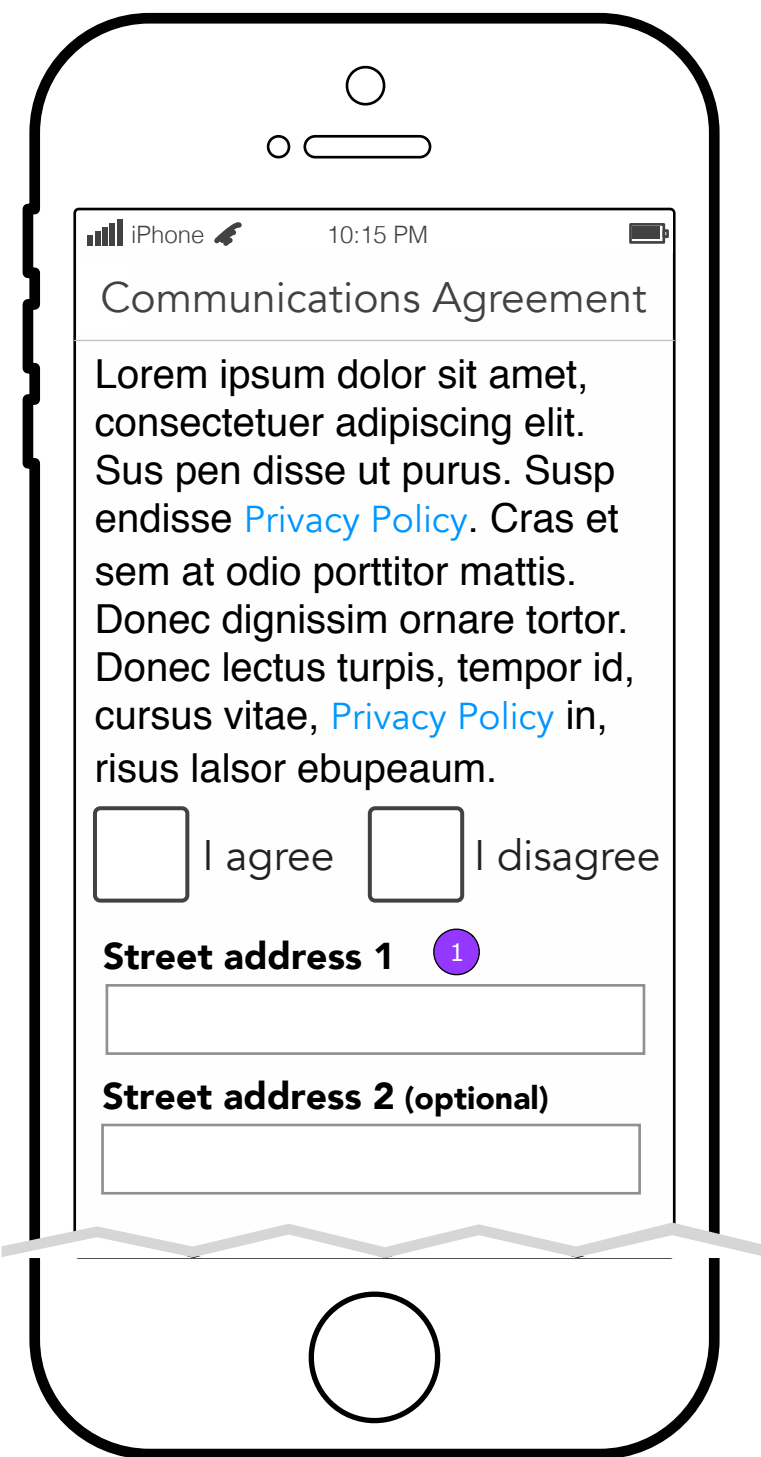 iPhone 10:15 PM
Communications Agreement
Lorem ipsum dolor sit amet,
consectetuer adipiscing elit.
Sus pen disse ut purus. Susp
endisse Privacy Policy. Cras et
sem at odio porttitor mattis.
Donec dignissim ornare tortor.
Donec lectus turpis, tempor id,
cursus vitae, Privacy Policy in,
risus lalsor ebupeaum.
I agree I disagree
Street address 1 1
Street address 2 (optional)